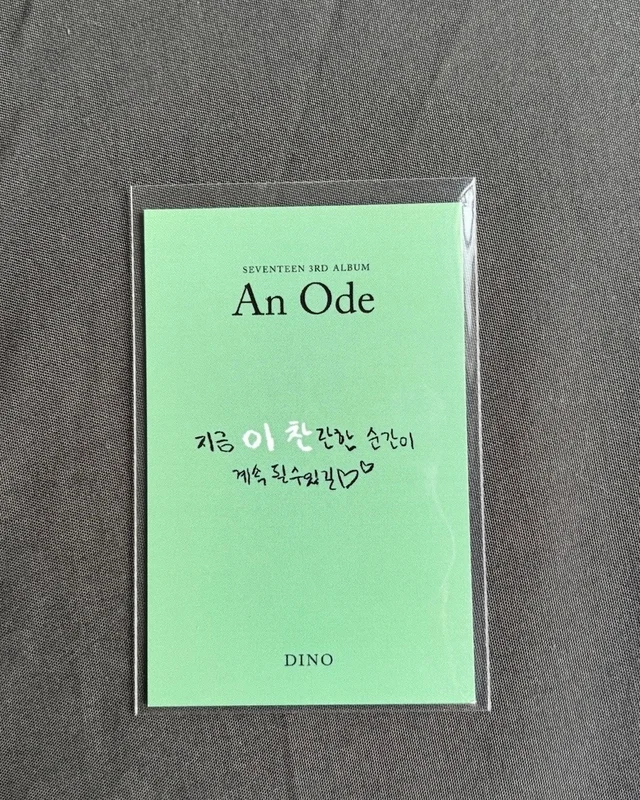 SEVENTEEN 3RD ALBUM
An Ode
지금 이 찬란한 순간이
계속 될 수 있길♡♡
DINO